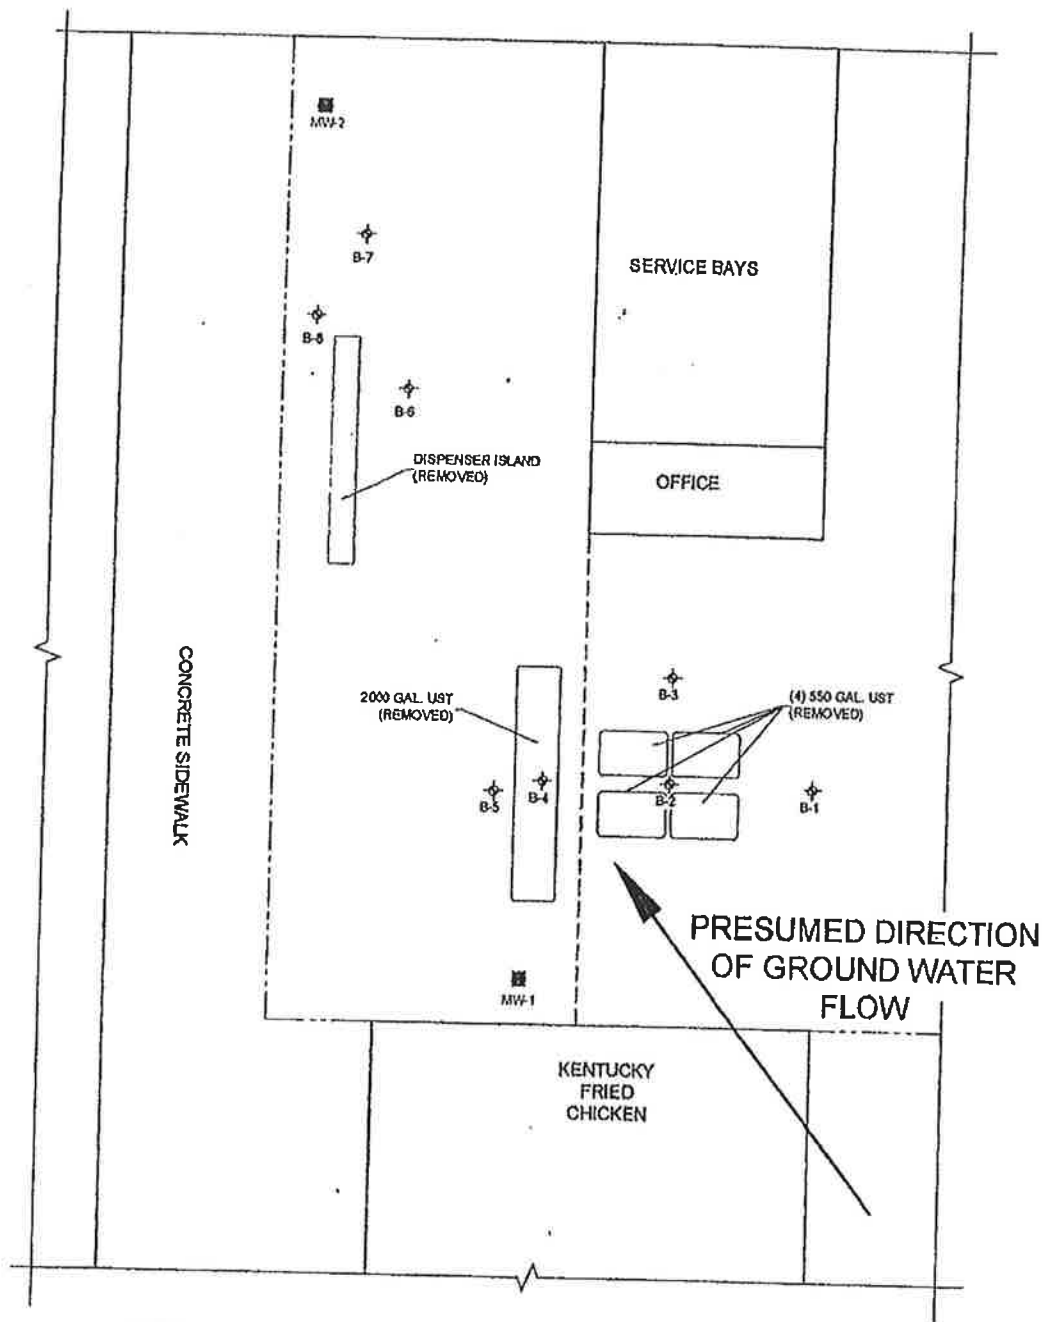 MW-2
B-7
SERVICE BAYS
B-8
B-6
DISPENSER ISLAND
(REMOVED)
OFFICE
CONCRETE SIDEWALK
2000 GAL. UST
(REMOVED)
B-3
(4) 550 GAL. UST
(REMOVED)
B-5
B-4
B-2
B-1
PRESUMED DIRECTION
OF GROUND WATER
FLOW
MW-1
KENTUCKY
FRIED
CHICKEN